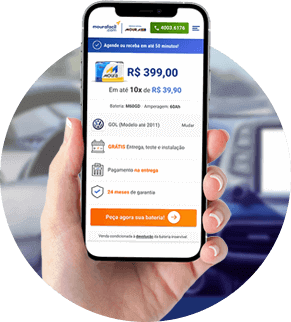 mourafacil
.com
MOURA
4003 6176
Agende ou receba em até 50 minutos!
MOURA
R$ 399,00
Em até 10x de R$ 39,90
Bateria: M60GD - Amperagem: 60Ah
GOL (Modelo até 2011) Mudar
GRÁTIS Entrega, teste e instalação
Pagamento na entrega
24 meses de garantia
Peça agora sua bateria!
Venda condicionada a devolução da bateria inservível.